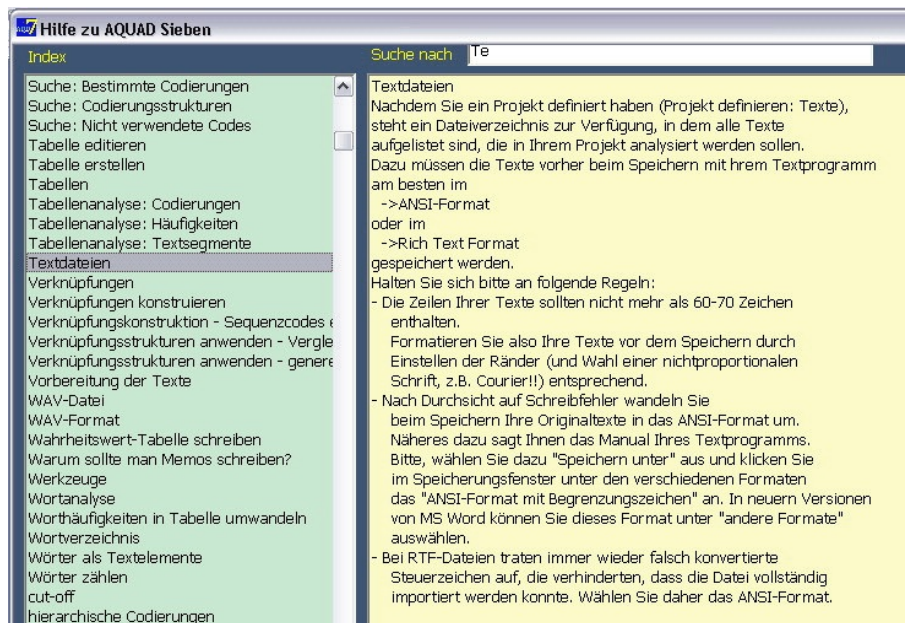 Hilfe zu AQUAD Sieben
Index
Suche: Bestimmte Codierungen
Suche: Codierungsstrukturen
Suche: Nicht verwendete Codes
Tabelle editieren
Tabelle erstellen
Tabellen
Tabellenanalyse: Codierungen
Tabellenanalyse: Häufigkeiten
Tabellenanalyse: Textsegmente
Textdateien
Verknüpfungen
Verknüpfungen konstruieren
Verknüpfungskonstruktion - Sequenzcodes e
Verknüpfungsstrukturen anwenden - Vergle
Verknüpfungsstrukturen anwenden - genere
Vorbereitung der Texte
WAV-Datei
WAV-Format
Wahrheitswert-Tabelle schreiben
Warum sollte man Memos schreiben?
Werkzeuge
Wortanalyse
Worthäufigkeiten in Tabelle umwandeln
Wortverzeichnis
Wörter als Textelemente
Wörter zählen
cut-off
hierarchische Codierungen
Suche nach Te
Textdateien
Nachdem Sie ein Projekt definiert haben (Projekt definieren: Texte),
steht ein Dateiverzeichnis zur Verfügung, in dem alle Texte
aufgelistet sind, die in Ihrem Projekt analysiert werden sollen.
Dazu müssen die Texte vorher beim Speichern mit hrem Textprogramm
am besten im
->ANSI-Format
oder im
->Rich Text Format
gespeichert werden.
Halten Sie sich bitte an folgende Regeln:
- Die Zeilen Ihrer Texte sollten nicht mehr als 60-70 Zeichen
enthalten.
Formatieren Sie also Ihre Texte vor dem Speichern durch
Einstellen der Ränder (und Wahl einer nichtproportionalen
Schrift, z.B. Courier!!) entsprechend.
- Nach Durchsicht auf Schreibfehler wandeln Sie
beim Speichern Ihre Originaltexte in das ANSI-Format um.
Näheres dazu sagt Ihnen das Manual Ihres Textprogramms.
Bitte, wählen Sie dazu "Speichern unter" aus und klicken Sie
im Speicherungsfenster unter den verschiedenen Formaten
das "ANSI-Format mit Begrenzungszeichen" an. In neuern Versionen
von MS Word können Sie dieses Format unter "andere Formate"
auswählen.
- Bei RTF-Dateien traten immer wieder falsch konvertierte
Steuerzeichen auf, die verhinderten, dass die Datei vollständig
importiert werden konnte. Wählen Sie daher das ANSI-Format.